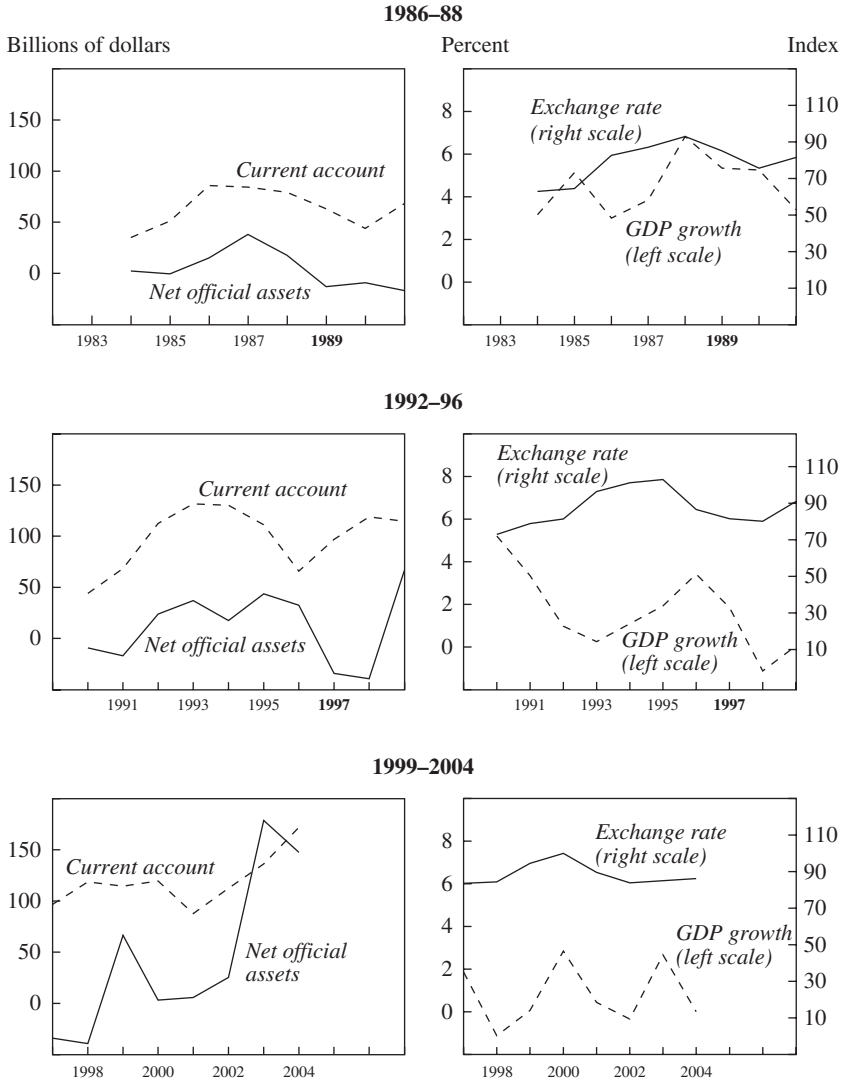 1986–88
Billions of dollars
Percent
Index
150
100
50
0
Current account
Net official assets
1983 1985 1987 1989
8
6
4
2
0
Exchange rate
(right scale)
GDP growth
(left scale)
110
90
70
50
30
10
1983 1985 1987 1989
1992–96
150
100
50
0
Current account
Net official assets
1991 1993 1995 1997
8
6
4
2
0
Exchange rate
(right scale)
GDP growth
(left scale)
110
90
70
50
30
10
1991 1993 1995 1997
1999–2004
150
100
50
0
Current account
Net official
assets
1998 2000 2002 2004
8
6
4
2
0
Exchange rate
(right scale)
GDP growth
(left scale)
110
90
70
50
30
10
1998 2000 2002 2004